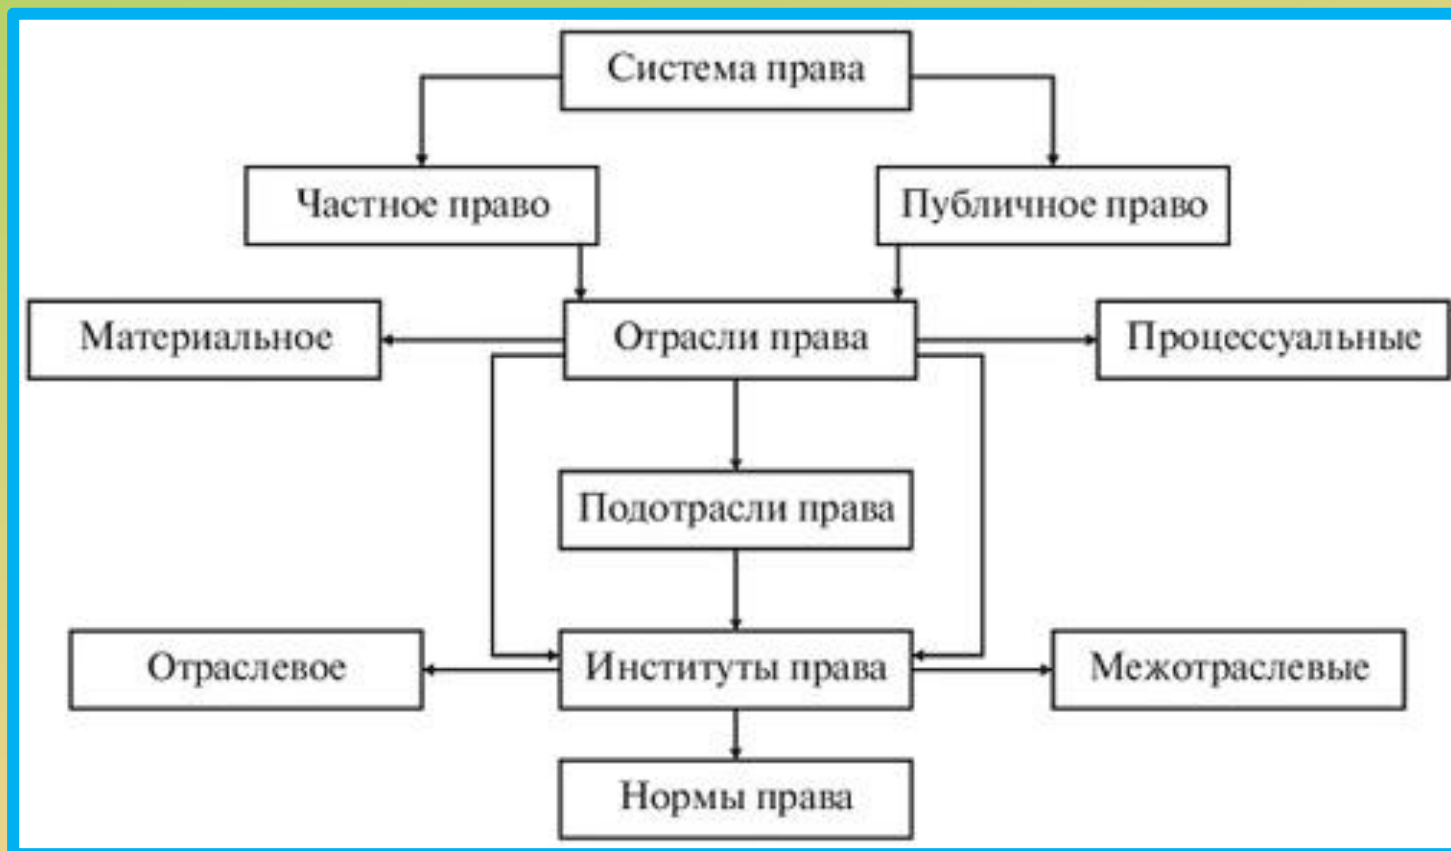 Система права
Частное право
Публичное право
Материальное
Отрасли права
Процессуальные
Подотрасли права
Отраслевое
Институты права
Межотраслевые
Нормы права